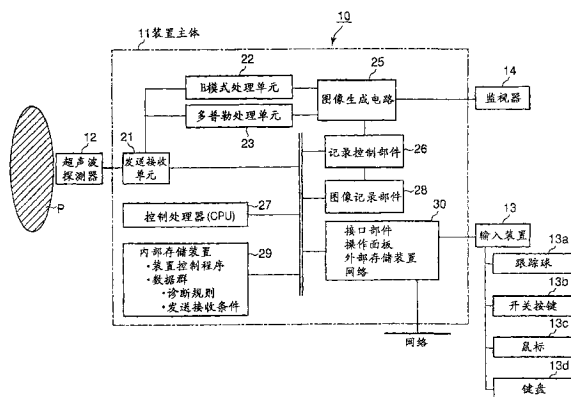 10
11装置主体
22
B模式处理单元
25
图像生成电路
14
监视器
12
超声波
探测器
21
发送接收
单元
多普勒处理单元
23
记录控制部件
26
27
控制处理器(CPU)
图像记录部件
28
30
接口部件
操作面板
外部存储装置
网络
13
输入装置
29
内部存储装置
•装置控制程序
•数据群
•诊断规则
•发送接收条件
P
13a
跟踪球
13b
开关按键
13c
鼠标
13d
键盘
网络